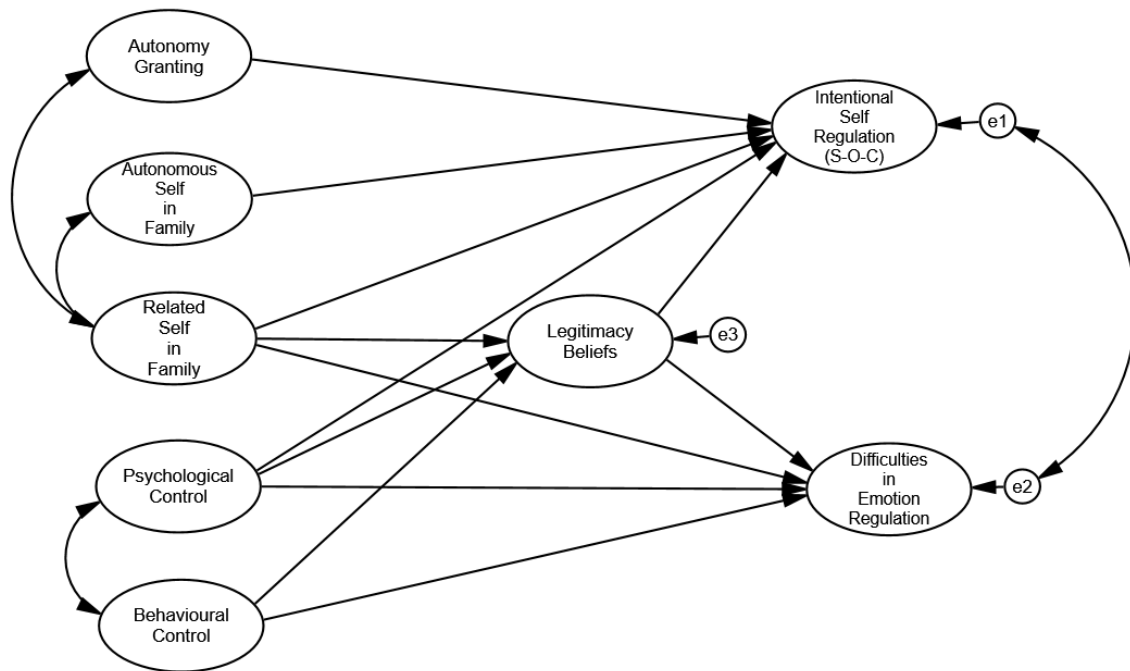 Autonomy
Granting
Autonomous
Self
in
Family
Related
Self
in
Family
Psychological
Control
Behavioural
Control
Legitimacy
Beliefs
e3
Intentional
Self
Regulation
(S-O-C)
e1
Difficulties
in
Emotion
Regulation
e2